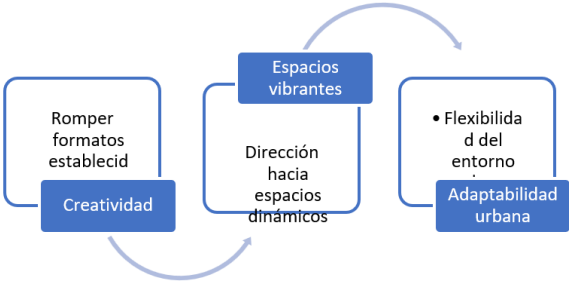 Romper
formatos
establecid
Creatividad
Espacios
vibrantes
Dirección
hacia
espacios
dinámicos
• Flexibilida
d del
entorno
Adaptabilidad
urbana